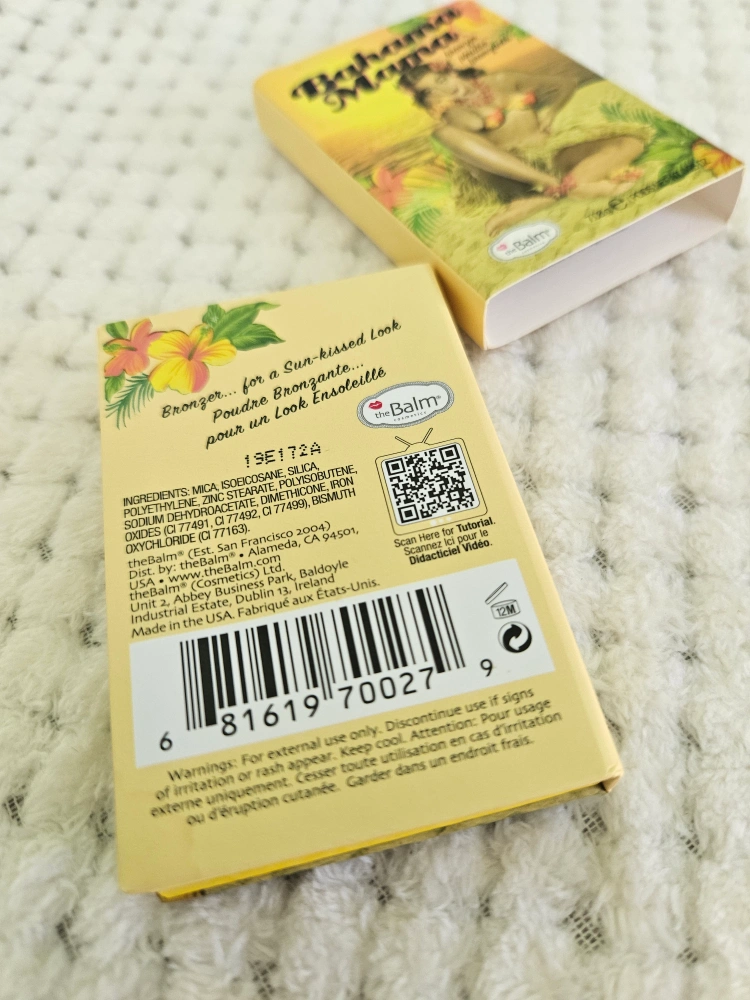 Bahama
Mama
theBalm®
Bronzer... for a Sun-kissed Look
Poudre Bronzante...
pour un Look Ensoleillé
theBalm®
cosmetics
19E172A
INGREDIENTS: MICA, ISOEICOSANE, SILICA,
POLYETHYLENE, ZINC STEARATE, POLYISOBUTENE,
SODIUM DEHYDROACETATE, DIMETHICONE, IRON
OXIDES (CI 77491, CI 77492, CI 77499), BISMUTH
OXYCHLORIDE (CI 77163).
Scan Here for Tutorial.
Scannez Ici pour le
Didacticiel Vidéo.
theBalm® (Est. San Francisco 2004)
Dist. by: theBalm® • Alameda, CA 94501,
USA • www.theBalm.com
theBalm® (Cosmetics) Ltd.
Unit 2, Abbey Business Park, Baldoyle
Industrial Estate, Dublin 13, Ireland
Made in the USA. Fabriqué aux États-Unis.
12M
6 81619 70027 9
Warnings: For external use only. Discontinue use if signs
of irritation or rash appear. Keep cool. Attention: Pour usage
externe uniquement. Cesser toute utilisation en cas d'irritation
ou d'éruption cutanée. Garder dans un endroit frais.